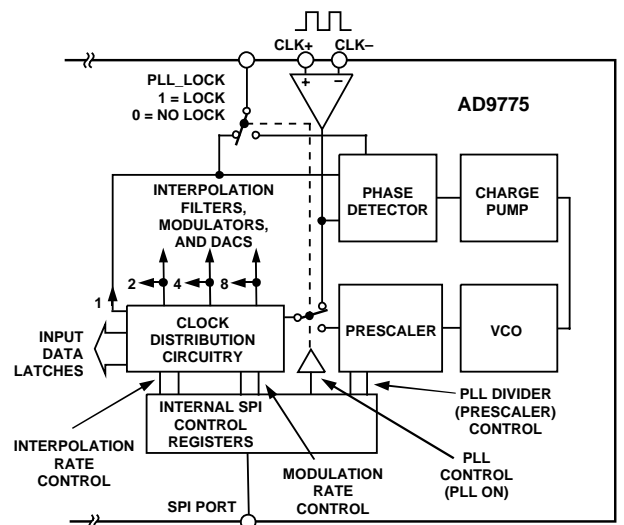 CLK+ CLK–
+ –
PLL_LOCK
1 = LOCK
0 = NO LOCK
AD9775
INTERPOLATION
FILTERS,
MODULATORS,
AND DACS
PHASE
DETECTOR
CHARGE
PUMP
2 4 8
1
CLOCK
DISTRIBUTION
CIRCUITRY
PRESCALER
VCO
INPUT
DATA
LATCHES
INTERNAL SPI
CONTROL
REGISTERS
PLL DIVIDER
(PRESCALER)
CONTROL
INTERPOLATION
RATE
CONTROL
MODULATION
RATE
CONTROL
PLL
CONTROL
(PLL ON)
SPI PORT